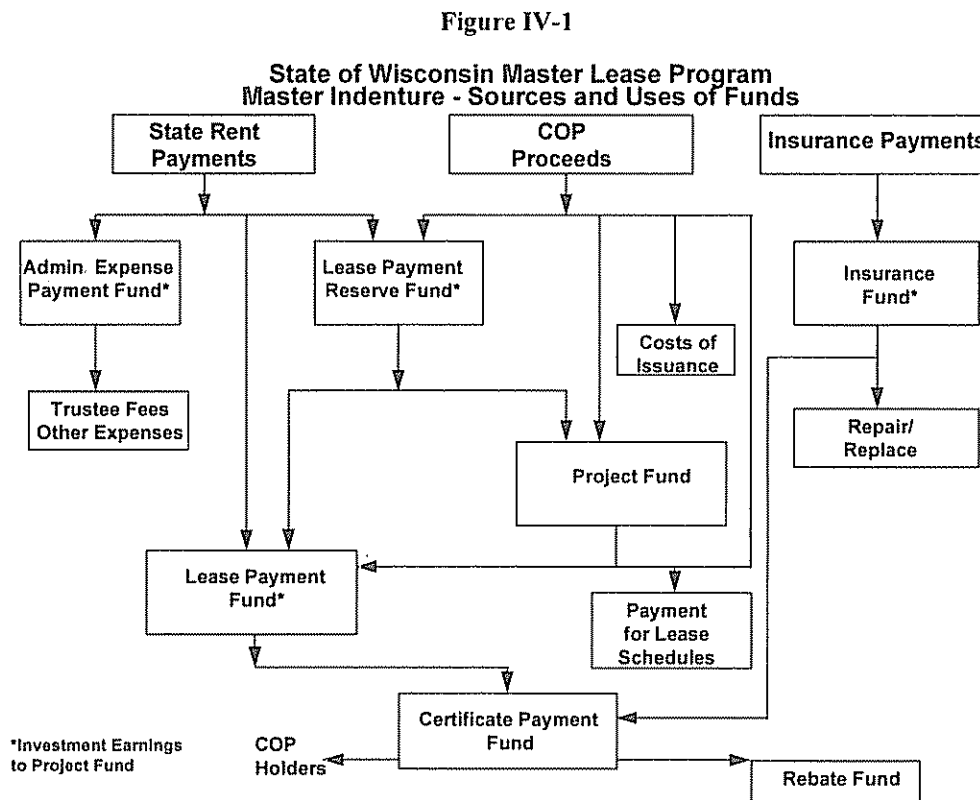 Figure IV-1
State of Wisconsin Master Lease Program
Master Indenture - Sources and Uses of Funds
State Rent
Payments
COP
Proceeds
Insurance Payments
Admin. Expense
Payment Fund*
Lease Payment
Reserve Fund*
Insurance
Fund*
Costs of
Issuance
Trustee Fees
Other Expenses
Repair/
Replace
Project Fund
Lease Payment
Fund*
Payment
for Lease
Schedules
Certificate Payment
Fund
*Investment Earnings
to Project Fund
COP
Holders
Rebate Fund